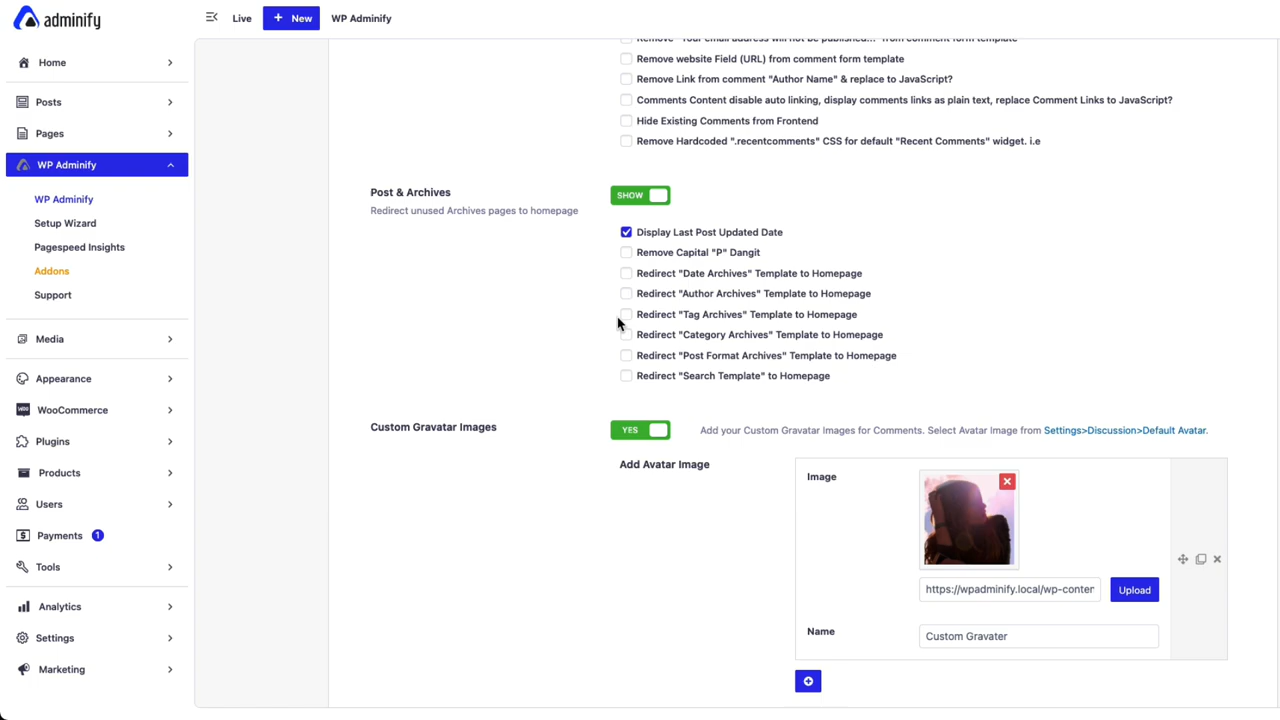 adminify
Live
+ New
WP Adminify
Home
Posts
Pages
WP Adminify
WP Adminify
Setup Wizard
Pagespeed Insights
Addons
Support
Media
Appearance
WooCommerce
Plugins
Products
Users
Payments 1
Tools
Analytics
Settings
Marketing
Remove "Your email address will not be published..." from comment form template
Remove website Field (URL) from comment form template
Remove Link from comment "Author Name" & replace to JavaScript?
Comments Content disable auto linking, display comments links as plain text, replace Comment Links to JavaScript?
Hide Existing Comments from Frontend
Remove Hardcoded ".recentcomments" CSS for default "Recent Comments" widget. i.e
Post & Archives
Redirect unused Archives pages to homepage
SHOW
Display Last Post Updated Date
Remove Capital "P" Dangit
Redirect "Date Archives" Template to Homepage
Redirect "Author Archives" Template to Homepage
Redirect "Tag Archives" Template to Homepage
Redirect "Category Archives" Template to Homepage
Redirect "Post Format Archives" Template to Homepage
Redirect "Search Template" to Homepage
Custom Gravatar Images
YES
Add your Custom Gravatar Images for Comments. Select Avatar Image from Settings>Discussion>Default Avatar.
Add Avatar Image
Image
https://wpadminify.local/wp-conter
Upload
Name
Custom Gravater